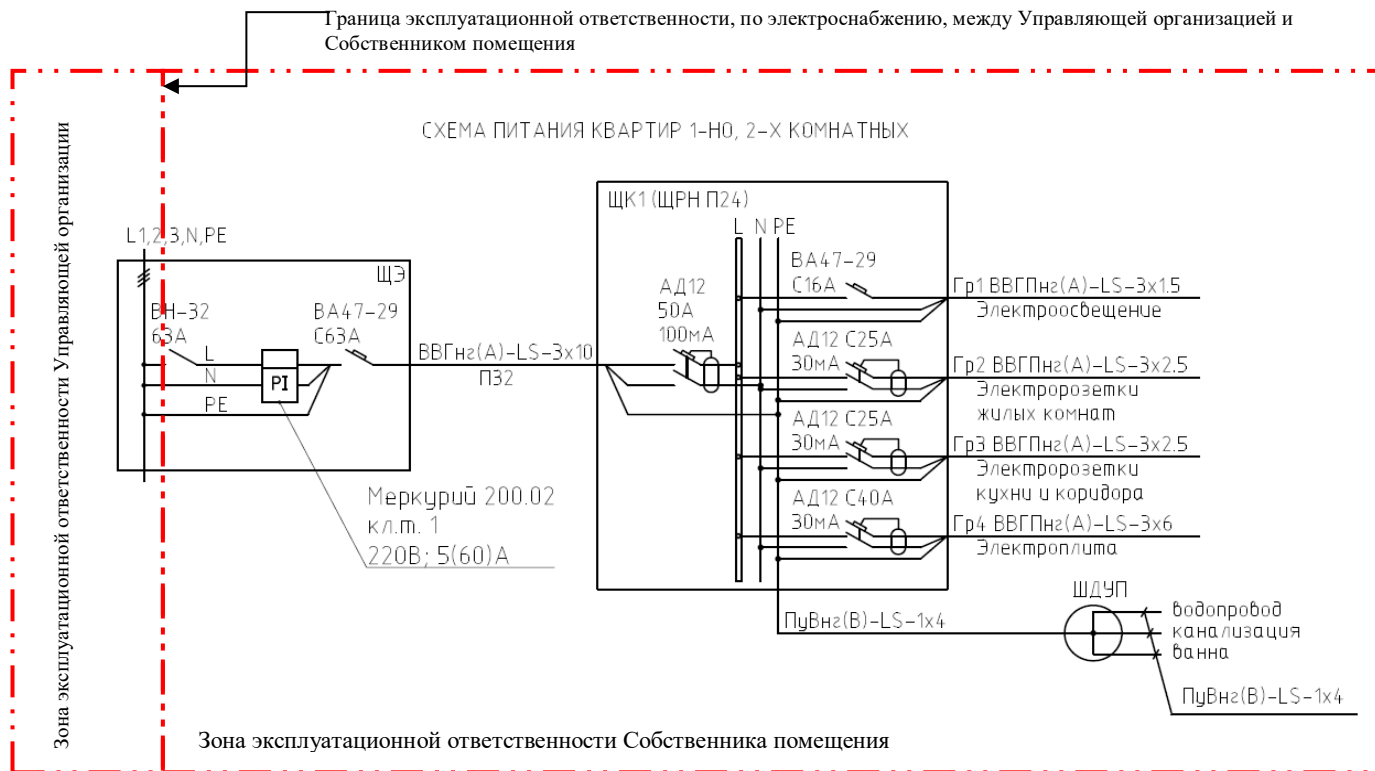 Граница эксплуатационной ответственности, по электроснабжению, между Управляющей организацией и
Собственником помещения
Зона эксплуатационной ответственности Управляющей организации
СХЕМА ПИТАНИЯ КВАРТИР 1-НО, 2-Х КОМНАТНЫХ
L1,2,3,N,PE
ЩЭ
ВН-32
63А
L
N
PE
PI
ВА47-29
С63А
Меркурий 200.02
кл.т. 1
220В; 5(60)А
ВВГнг(А)-LS-3х10
П32
ЩК1 (ЩРН П24)
L N PE
АД12
50А
100мА
ВА47-29
С16А
АД12 С25А
30мА
АД12 С25А
30мА
АД12 С40А
30мА
Гр1 ВВГПнг(А)-LS-3х1.5
Электроосвещение
Гр2 ВВГПнг(А)-LS-3х2.5
Электророзетки
жилых комнат
Гр3 ВВГПнг(А)-LS-3х2.5
Электророзетки
кухни и коридора
Гр4 ВВГПнг(А)-LS-3х6
Электроплита
ПуВнг(В)-LS-1х4
ШДУП
водопровод
канализация
ванна
ПуВнг(В)-LS-1х4
Зона эксплуатационной ответственности Собственника помещения